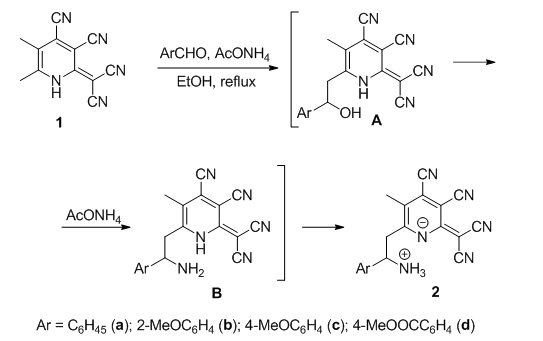 CN
CN
CN
N
H
CN
1
ArCHO, AcONH₄
EtOH, reflux
CN
CN
CN
N
H
CN
Ar
OH
A
AcONH₄
CN
CN
CN
N
H
CN
Ar
NH₂
B
CN
CN
CN
N
⊖
CN
Ar
⊕
NH₃
2
Ar = C₆H₄₅ (a); 2-MeOC₆H₄ (b); 4-MeOC₆H₄ (c); 4-MeOOCC₆H₄ (d)